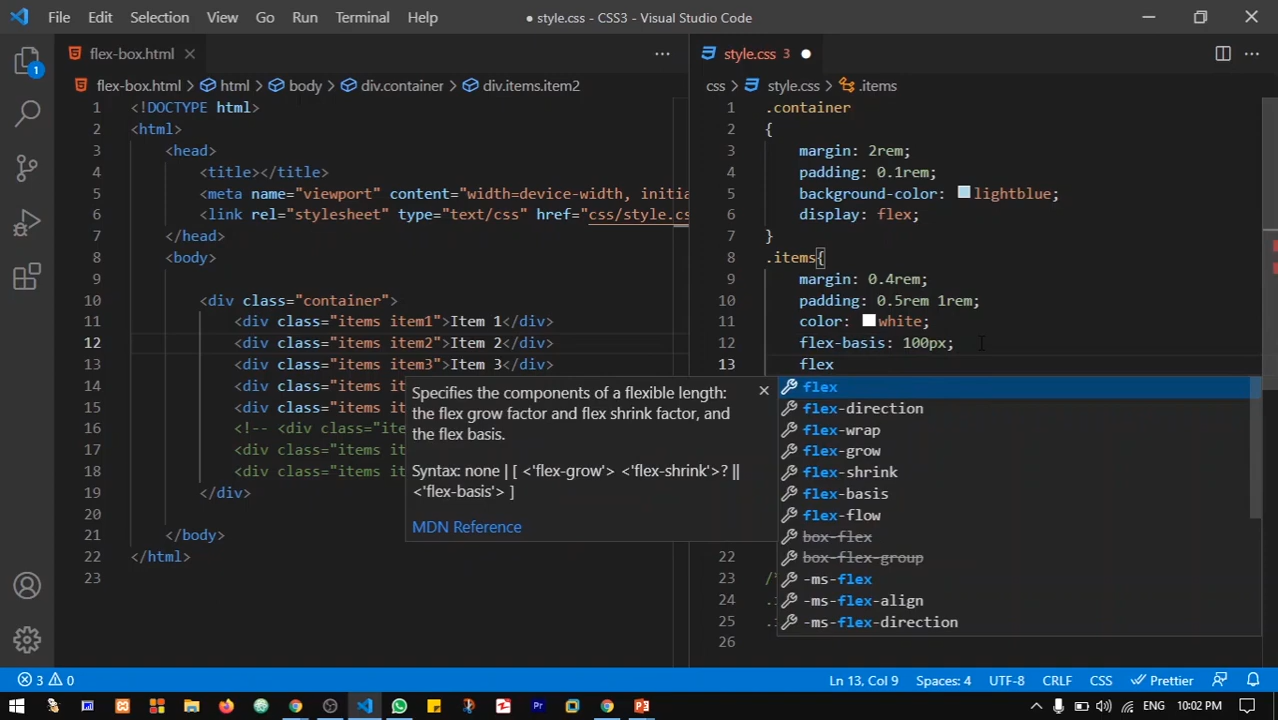 File Edit Selection View Go Run Terminal Help
● style.css - CSS3 - Visual Studio Code
flex-box.html
flex-box.html > html > body > div.container > div.items.item2
1 <!DOCTYPE html>
2 <html>
3 <head>
4 <title></title>
5 <meta name="viewport" content="width=device-width, initia
6 <link rel="stylesheet" type="text/css" href="css/style.cs
7 </head>
8 <body>
9
10 <div class="container">
11 <div class="items item1">Item 1</div>
12 <div class="items item2">Item 2</div>
13 <div class="items item3">Item 3</div>
14 <div class="items item
15 <div class="items item
16 <!-- <div class="ite
17 <div class="items it
18 <div class="items it
19 </div>
20
21 </body>
22 </html>
23
style.css 3 ●
css > style.css > .items
1 .container
2 {
3 margin: 2rem;
4 padding: 0.1rem;
5 background-color: lightblue;
6 display: flex;
7 }
8 .items{
9 margin: 0.4rem;
10 padding: 0.5rem 1rem;
11 color: white;
12 flex-basis: 100px;
13 flex
Specifies the components of a flexible length:
the flex grow factor and flex shrink factor, and
the flex basis.
Syntax: none | [ <'flex-grow'> <'flex-shrink'>? ||
<'flex-basis'> ]
MDN Reference
flex
flex-direction
flex-wrap
flex-grow
flex-shrink
flex-basis
flex-flow
box-flex
box-flex-group
-ms-flex
-ms-flex-align
-ms-flex-direction
22
23 /*
24 .i
25 .i
26
1
3 0
Ln 13, Col 9 Spaces: 4 UTF-8 CRLF CSS Prettier
ENG 10:02 PM